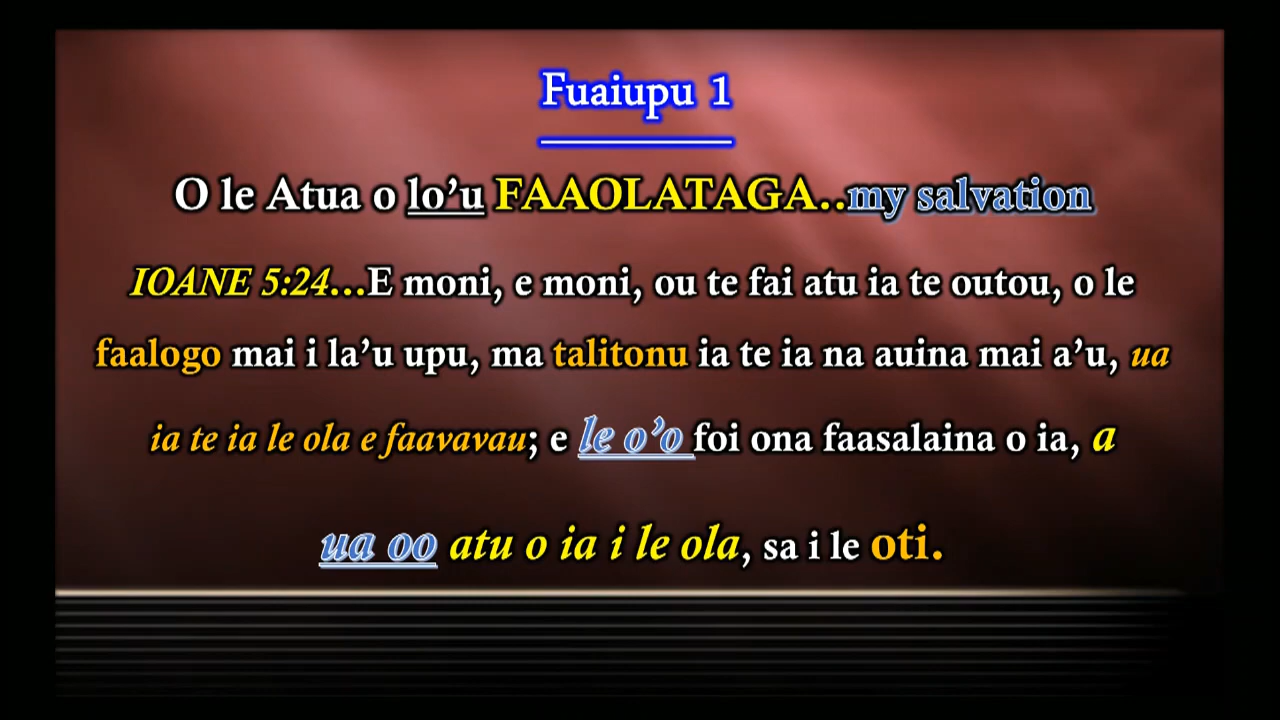 Fuaiupu 1
O le Atua o lo’u FAAOLATAGA..my salvation
IOANE 5:24…E moni, e moni, ou te fai atu ia te outou, o le
faalogo mai i la’u upu, ma talitonu ia te ia na auina mai a’u, ua
ia te ia le ola e faavavau; e le o’o foi ona faasalaina o ia, a
ua oo atu o ia i le ola, sa i le oti.